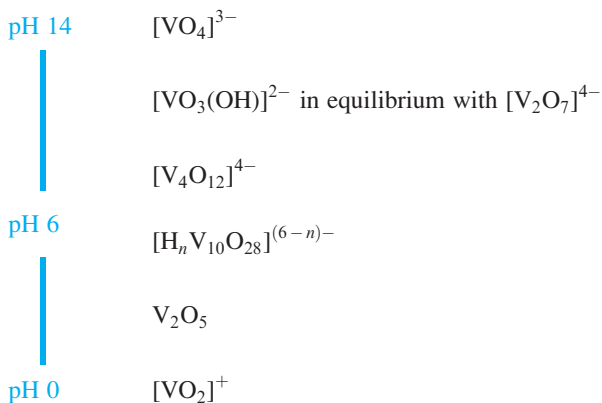 pH 14 [VO₄]³⁻
[VO₃(OH)]²⁻ in equilibrium with [V₂O₇]⁴⁻
[V₄O₁₂]⁴⁻
pH 6 [HₙV₁₀O₂₈]⁽⁶⁻ⁿ⁾⁻
V₂O₅
pH 0 [VO₂]⁺